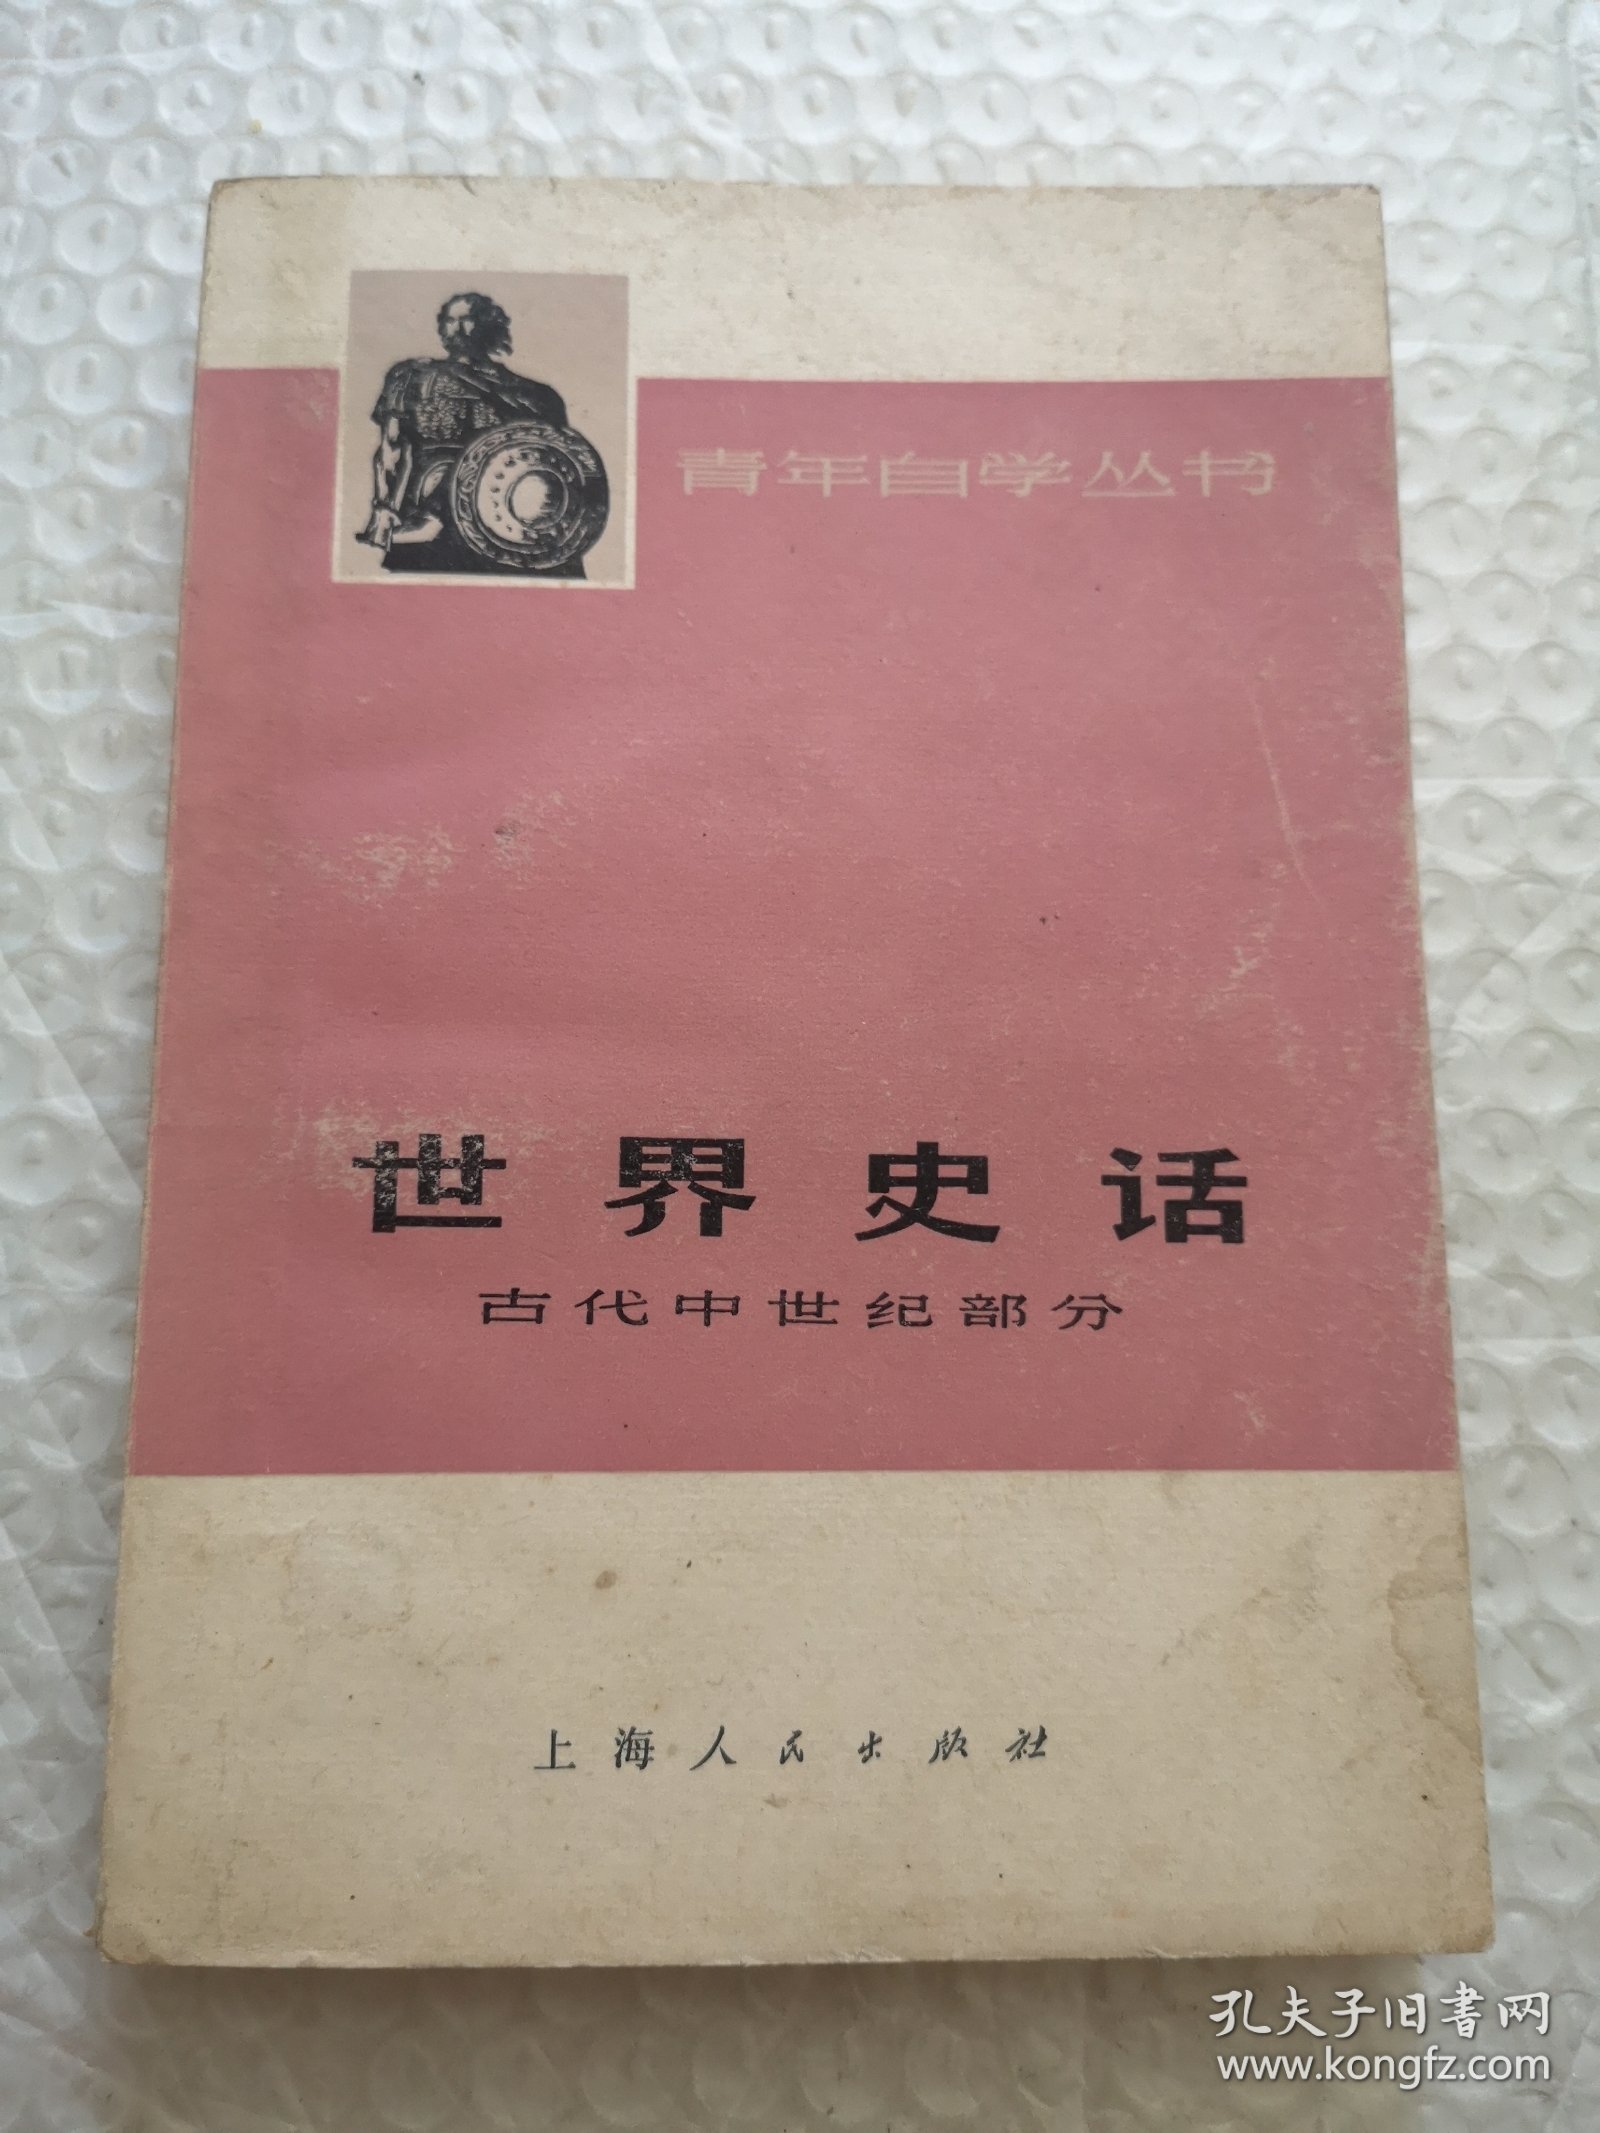 青年自学丛书
世界史话
古代中世纪部分
上海人民出版社
孔夫子旧書网
www.kongfz.com